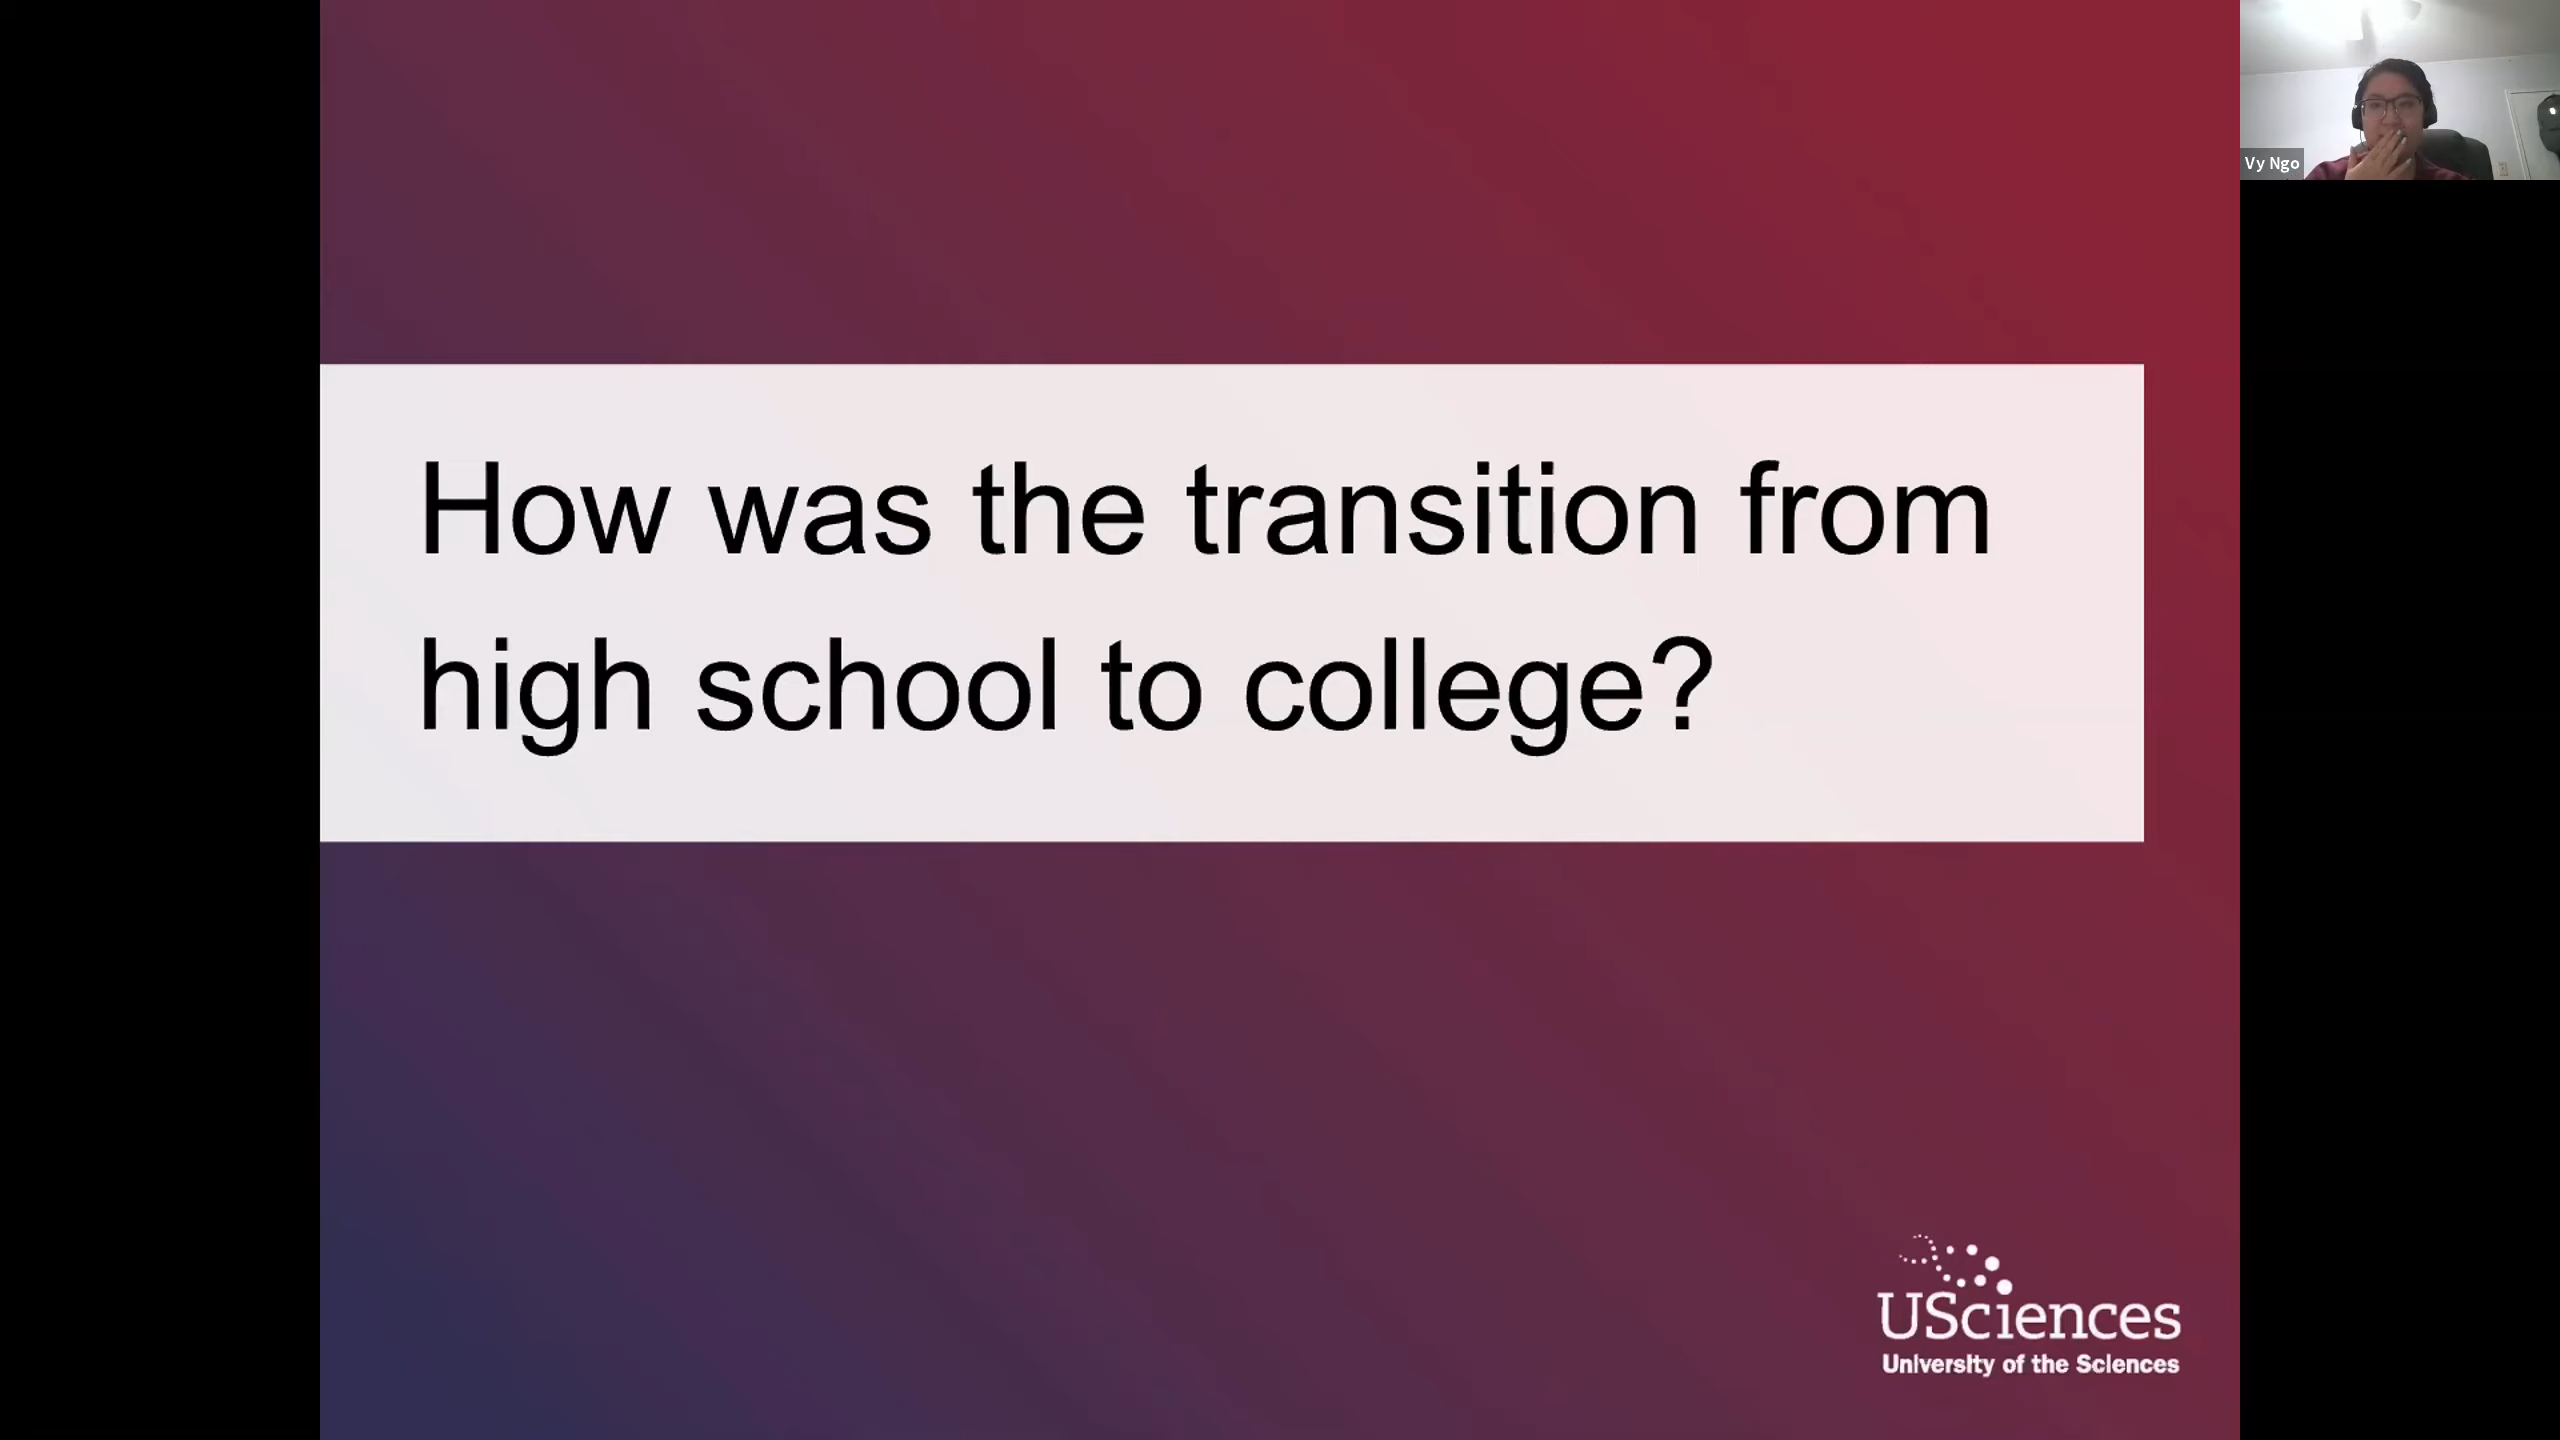 How was the transition from
high school to college?
Vy Ngo
USciences
University of the Sciences